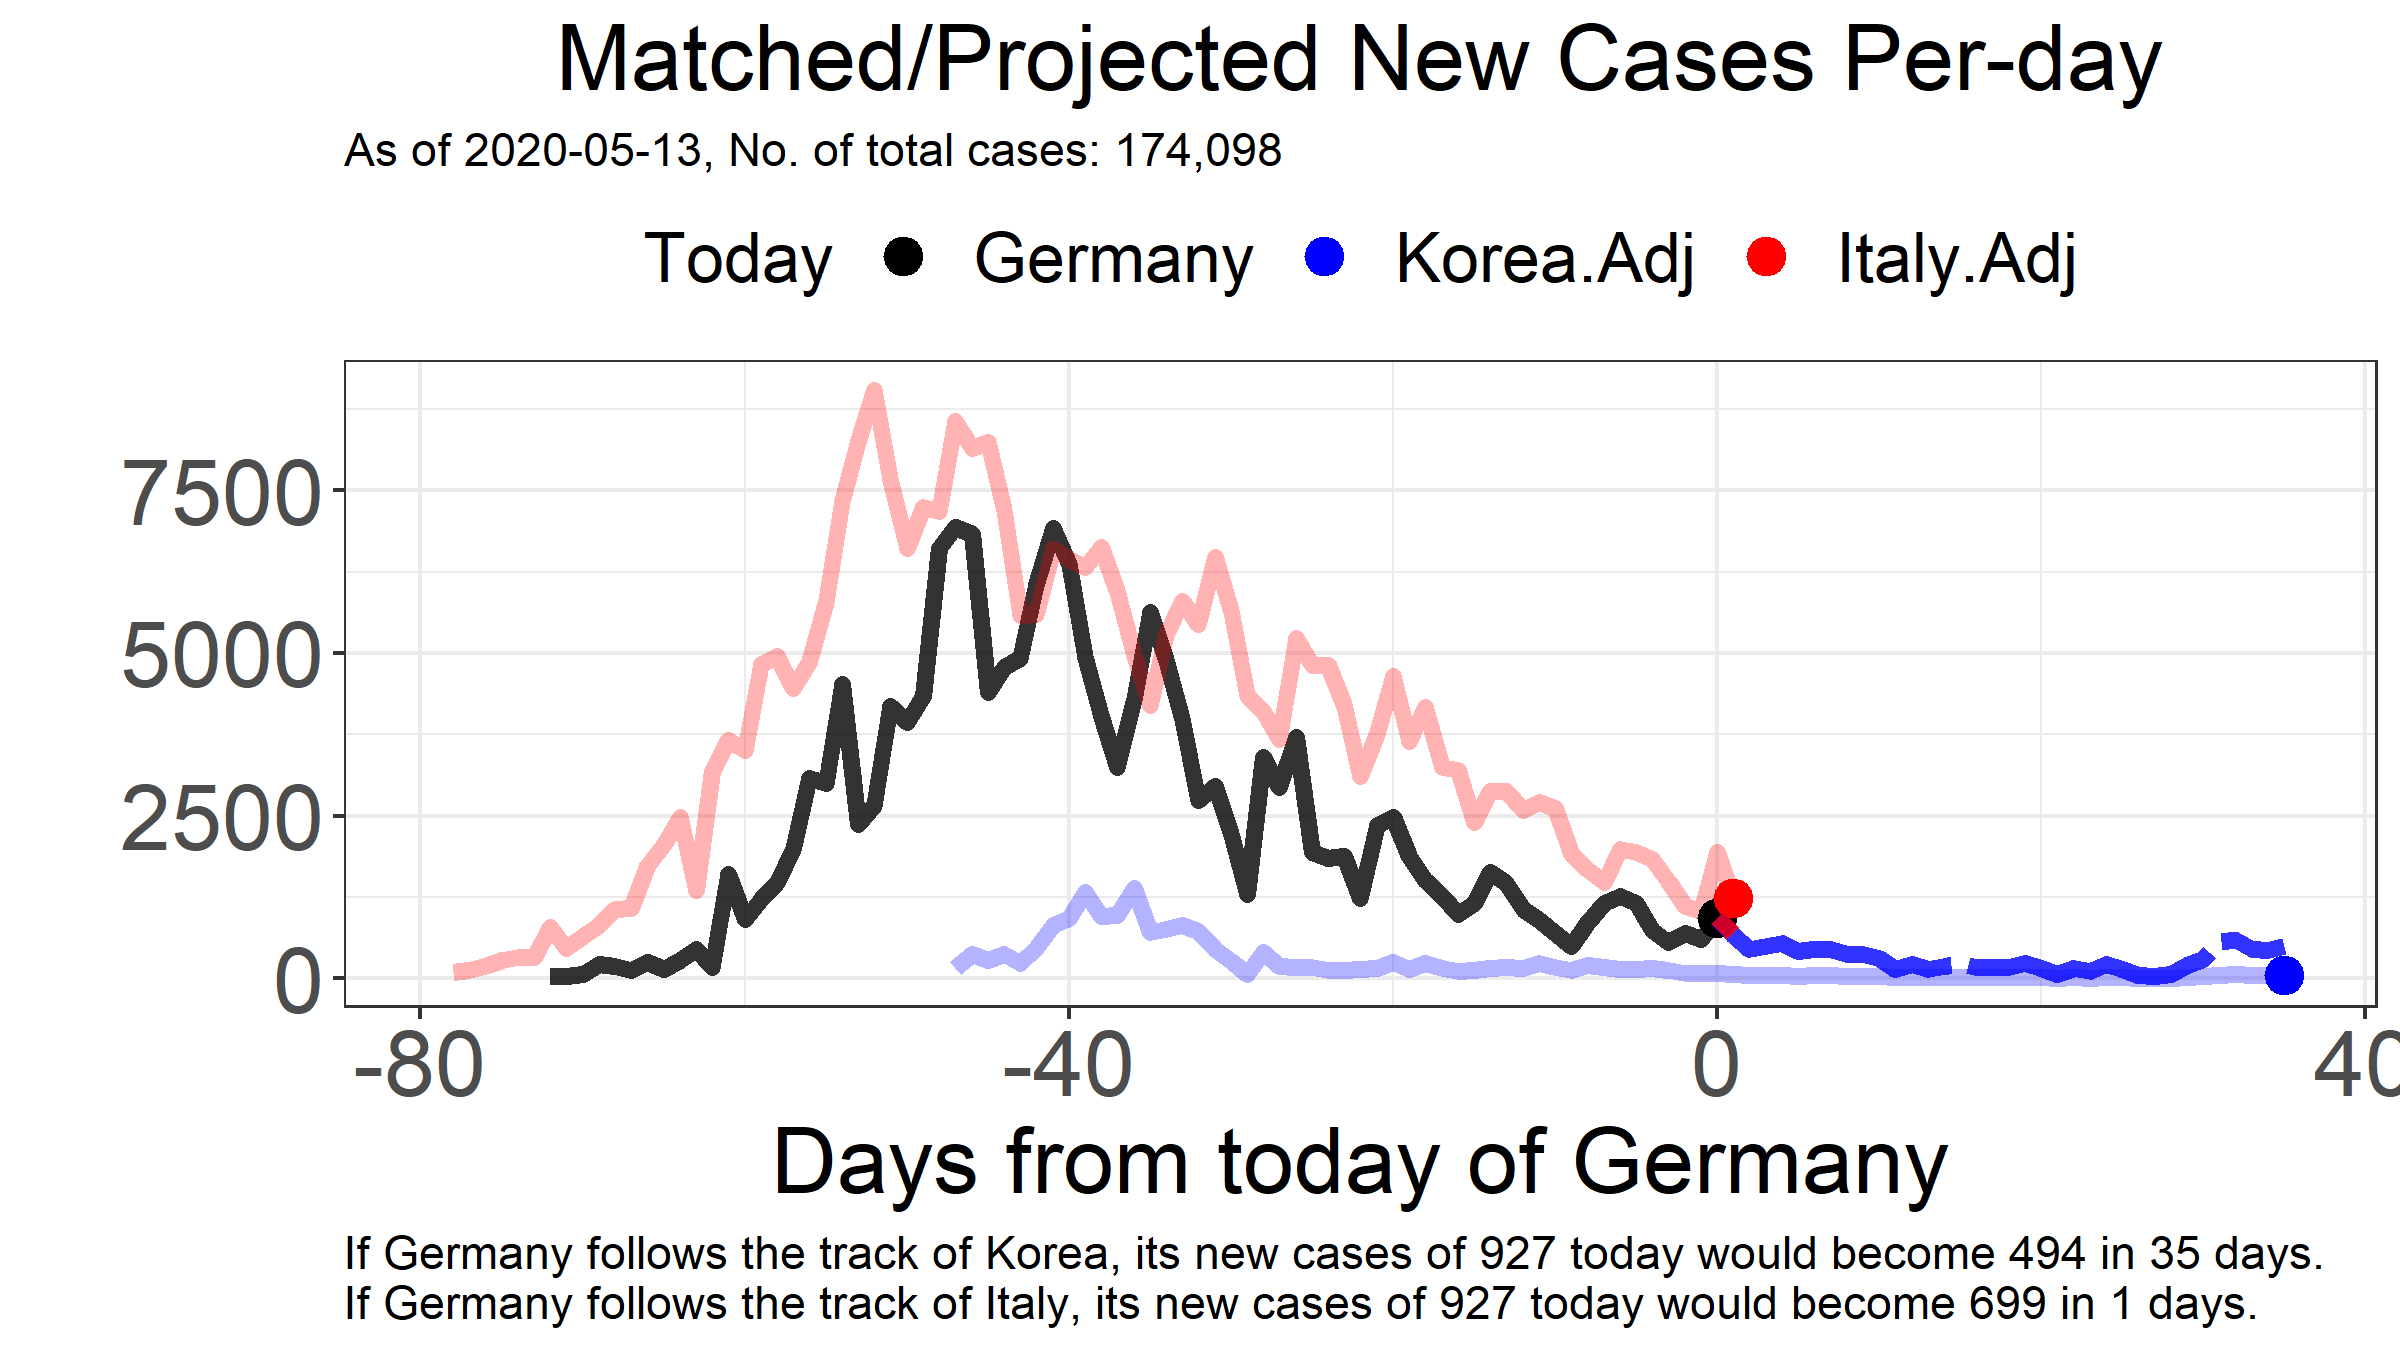 Matched/Projected New Cases Per-day
As of 2020-05-13, No. of total cases: 174,098
Today Germany Korea.Adj Italy.Adj
7500
5000
2500
0
-80 -40 0 40
Days from today of Germany
If Germany follows the track of Korea, its new cases of 927 today would become 494 in 35 days.
If Germany follows the track of Italy, its new cases of 927 today would become 699 in 1 days.